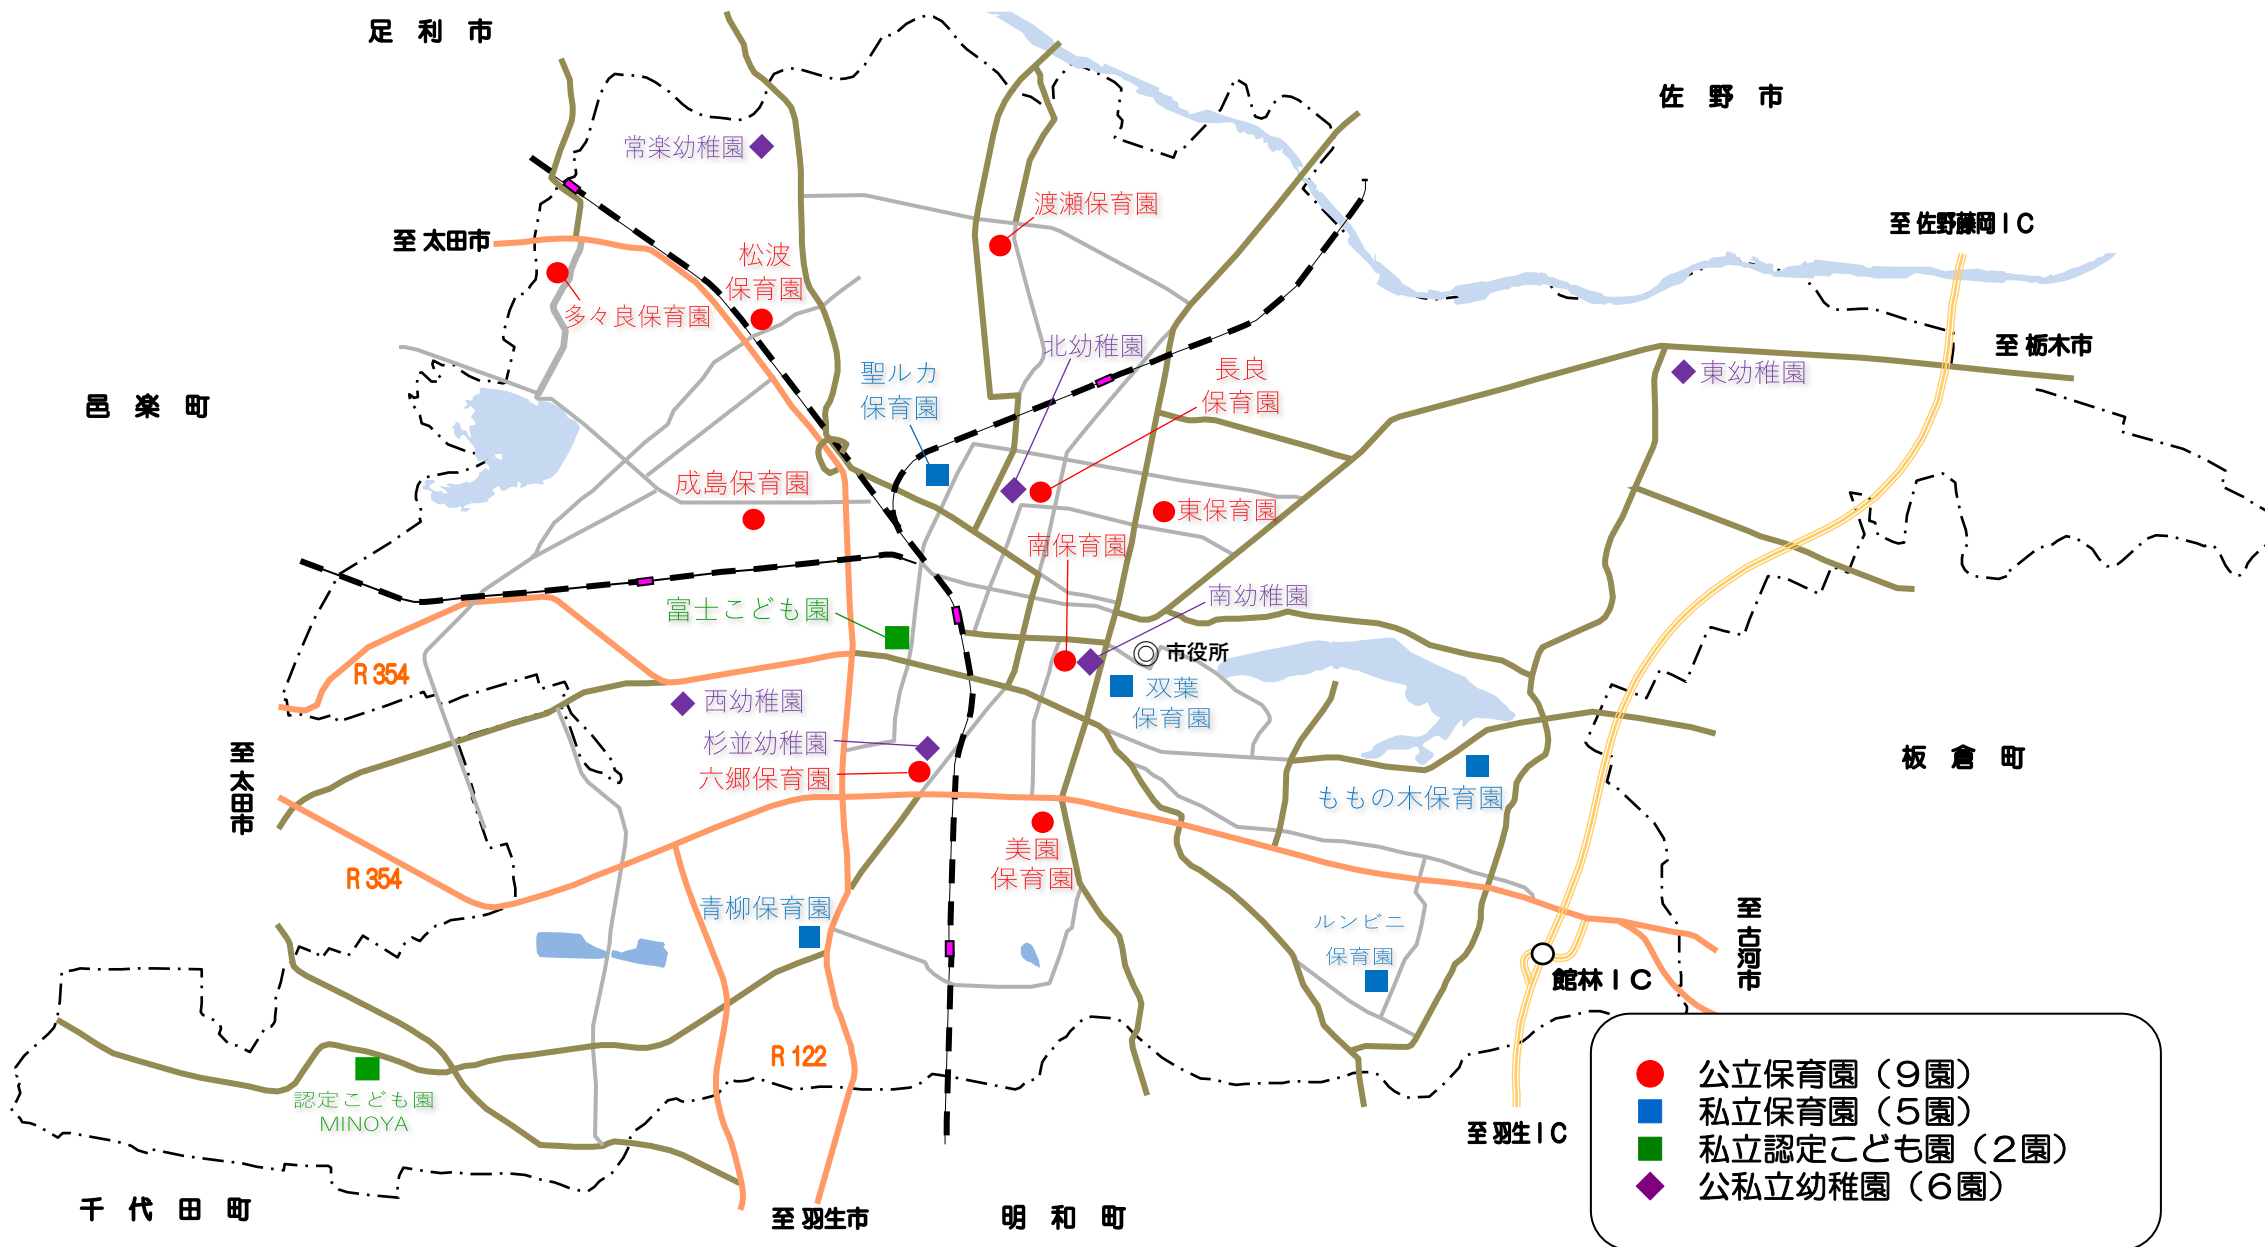 足利市
佐野市
常楽幼稚園
渡瀬保育園
至 佐野藤岡ＩＣ
至 太田市
松波
保育園
多々良保育園
北幼稚園
至 栃木市
聖ルカ
保育園
長良
保育園
東幼稚園
邑楽町
成島保育園
東保育園
南保育園
富士こども園
南幼稚園
市役所
R 354
西幼稚園
双葉
保育園
杉並幼稚園
六郷保育園
至太田市
板倉町
ももの木保育園
美園
保育園
R 354
青柳保育園
ルンビニ
保育園
至古河市
館林ＩＣ
R 122
認定こども園
MINOYA
公立保育園（９園）
私立保育園（５園）
私立認定こども園（２園）
公私立幼稚園（６園）
至 羽生ＩＣ
千代田町
至 羽生市
明和町